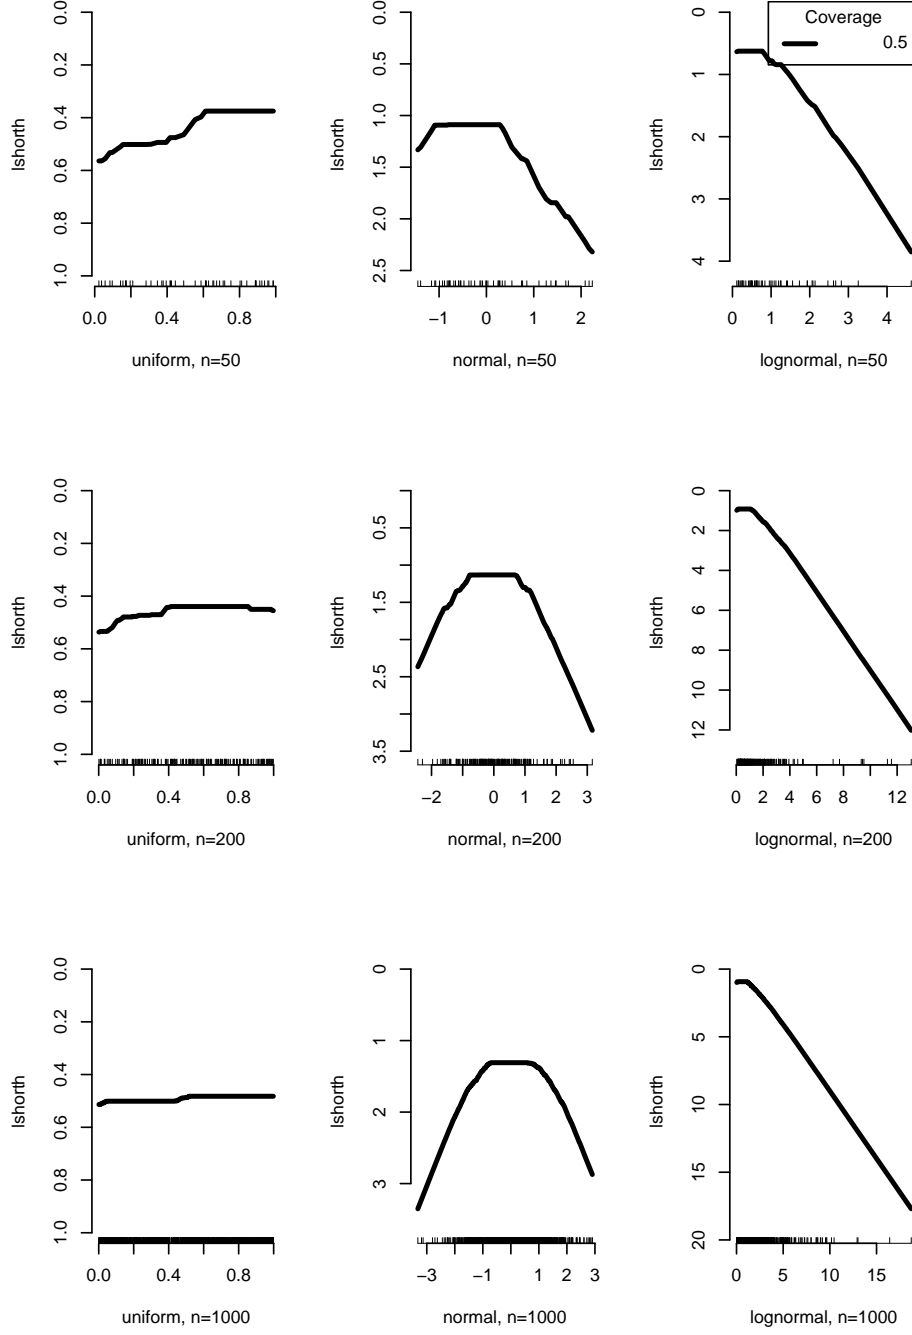 Coverage
0.5
lshorth
0.0
0.2
0.4
0.6
0.8
1.0
0.0 0.4 0.8
uniform, n=50
lshorth
0.0
0.5
1.0
1.5
2.0
2.5
−1 0 1 2
normal, n=50
lshorth
0
1
2
3
4
0 1 2 3 4
lognormal, n=50
lshorth
0.0
0.2
0.4
0.6
0.8
1.0
0.0 0.4 0.8
uniform, n=200
lshorth
0.5
1.5
2.5
3.5
−2 0 1 2 3
normal, n=200
lshorth
0
2
4
6
8
10
12
0 2 4 6 8 12
lognormal, n=200
lshorth
0.0
0.2
0.4
0.6
0.8
1.0
0.0 0.4 0.8
uniform, n=1000
lshorth
0
1
2
3
−3 −1 1 2 3
normal, n=1000
lshorth
0
5
10
15
20
0 5 10 15
lognormal, n=1000